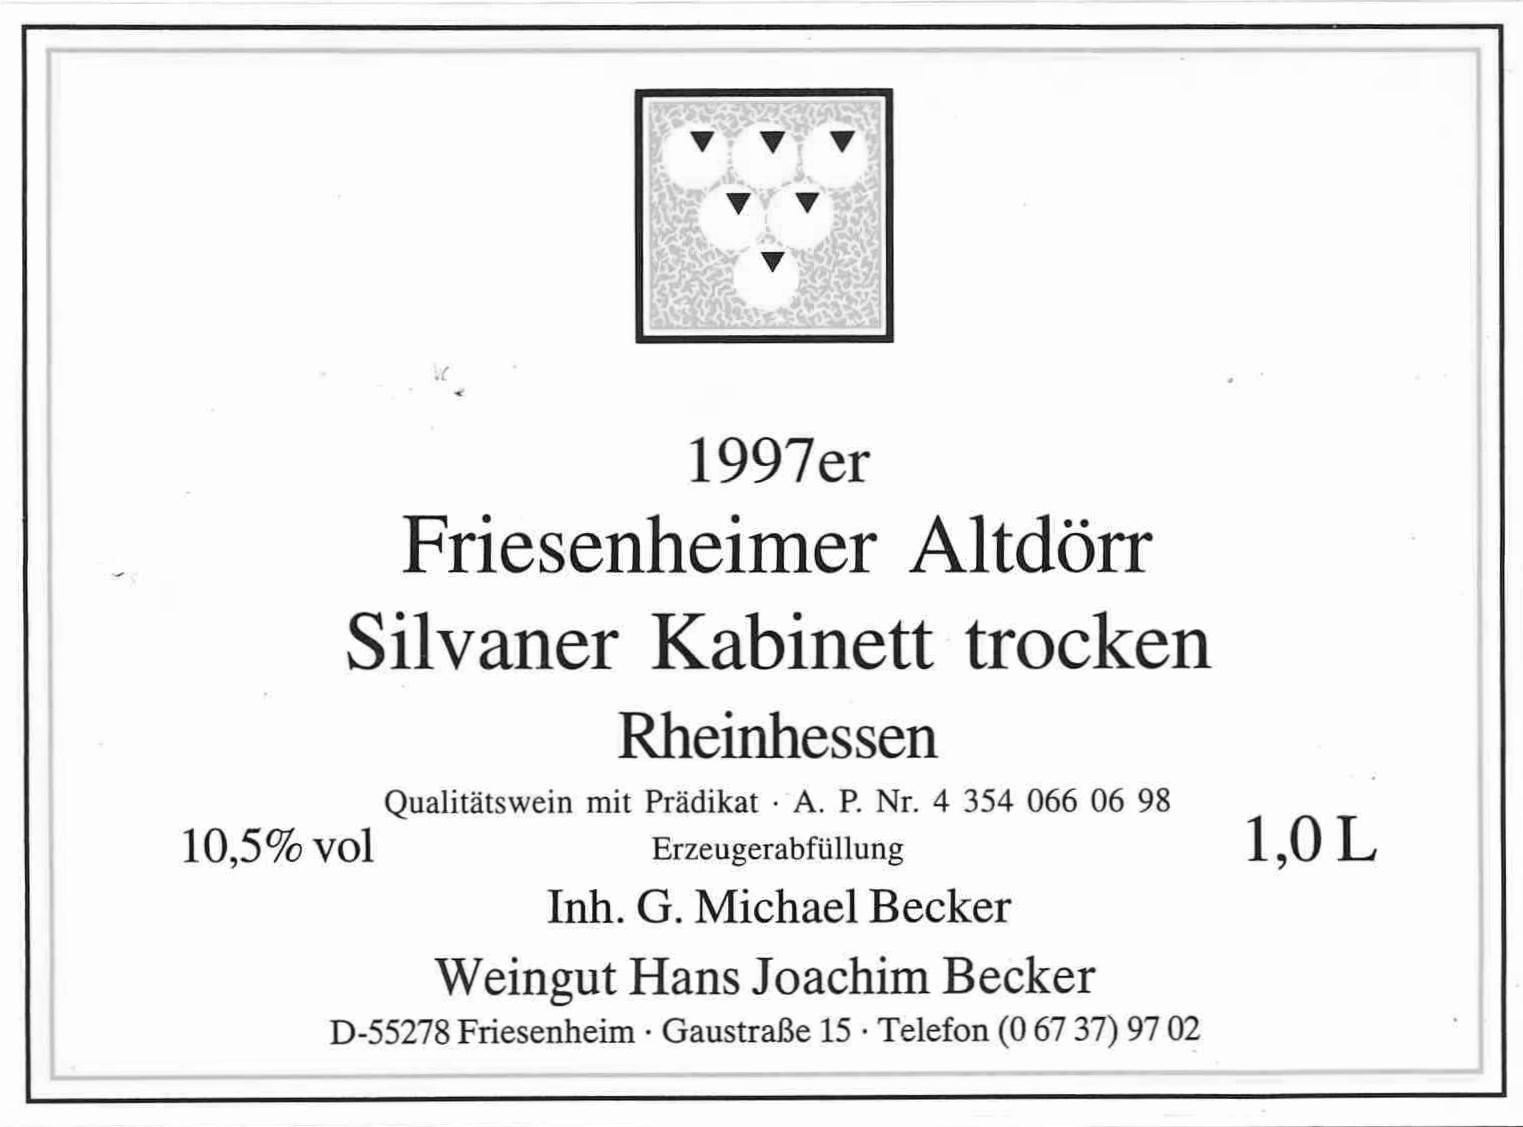 1997er
Friesenheimer Altdörr
Silvaner Kabinett trocken
Rheinhessen
Qualitätswein mit Prädikat · A. P. Nr. 4 354 066 06 98
10,5% vol
Erzeugerabfüllung
1,0 L
Inh. G. Michael Becker
Weingut Hans Joachim Becker
D-55278 Friesenheim · Gaustraße 15 · Telefon (0 67 37) 97 02